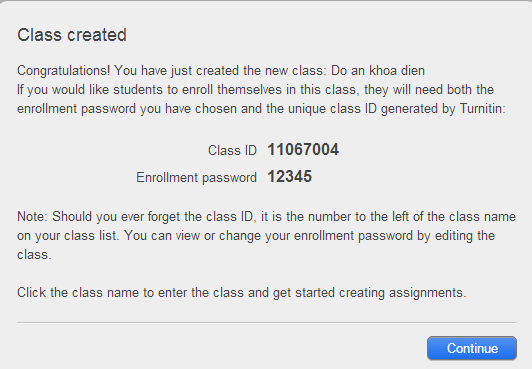 Class created
Congratulations! You have just created the new class: Do an khoa dien
If you would like students to enroll themselves in this class, they will need both the
enrollment password you have chosen and the unique class ID generated by Turnitin:
Class ID 11067004
Enrollment password 12345
Note: Should you ever forget the class ID, it is the number to the left of the class name
on your class list. You can view or change your enrollment password by editing the
class.
Click the class name to enter the class and get started creating assignments.
Continue